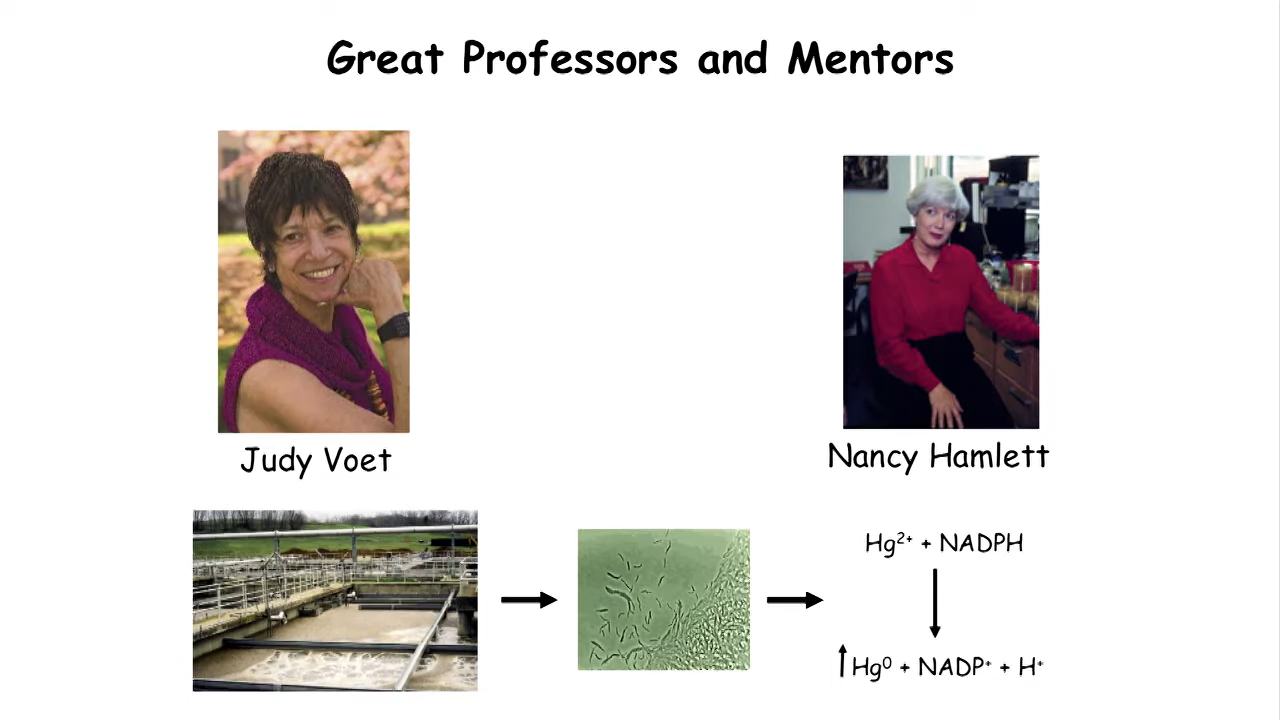 Great Professors and Mentors
Judy Voet
Nancy Hamlett
Hg²⁺ + NADPH
↑Hg⁰ + NADP⁺ + H⁺